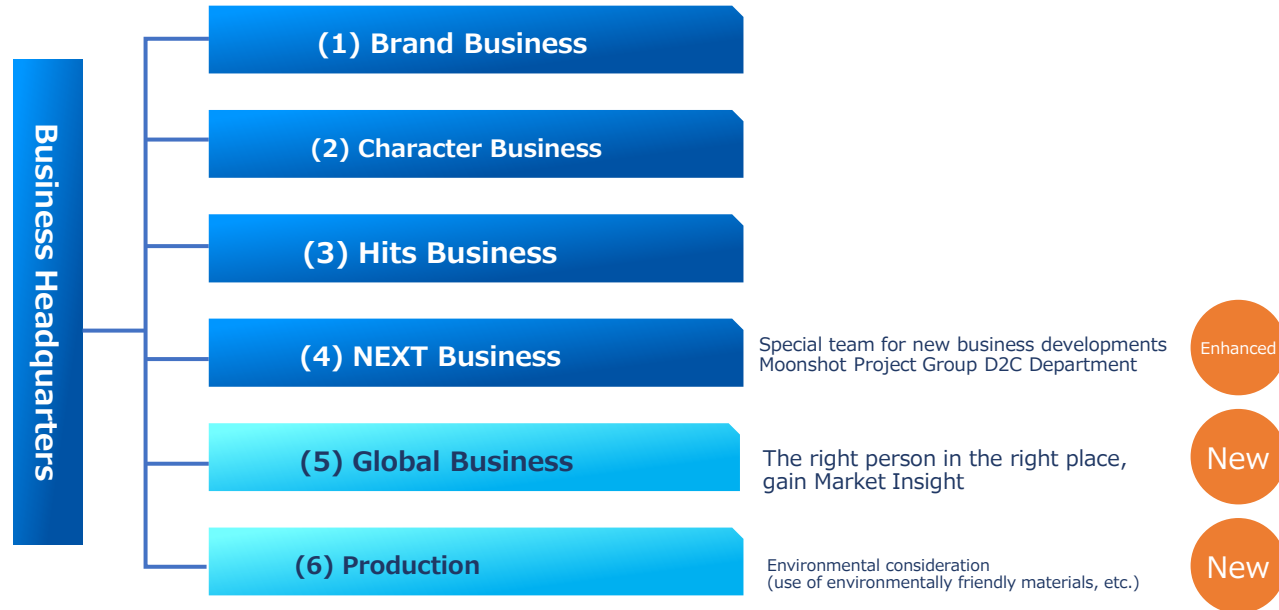 Business Headquarters
(1) Brand Business
(2) Character Business
(3) Hits Business
(4) NEXT Business
Special team for new business developments
Moonshot Project Group D2C Department
Enhanced
(5) Global Business
The right person in the right place,
gain Market Insight
New
(6) Production
Environmental consideration
(use of environmentally friendly materials, etc.)
New